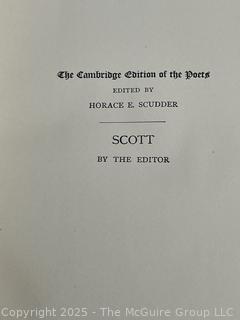 The Cambridge Edition of the Poets
EDITED BY
HORACE E. SCUDDER
SCOTT
BY THE EDITOR
Copyright ©2025 - The McGuire Group LLC